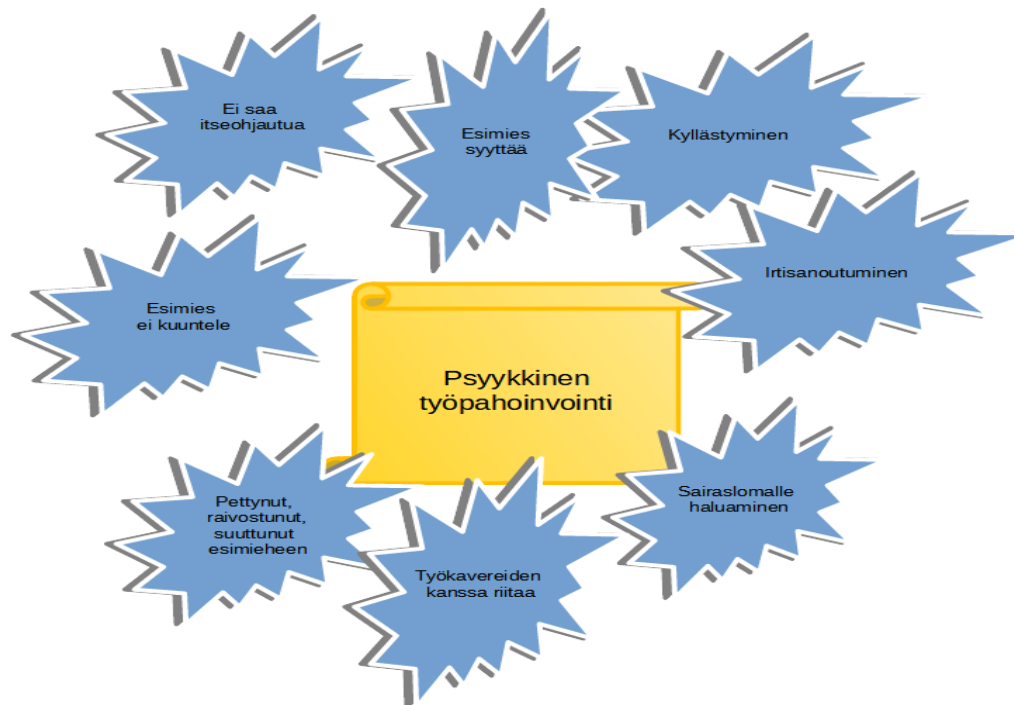 Ei saa
itseohjautua
Esimies
syyttää
Kyllästyminen
Irtisanoutuminen
Esimies
ei kuuntele
Psyykkinen
työpahoinvointi
Sairaslomalle
haluaminen
Pettynut,
raivostunut,
suuttunut
esimieheen
Työkavereiden
kanssa riitaa